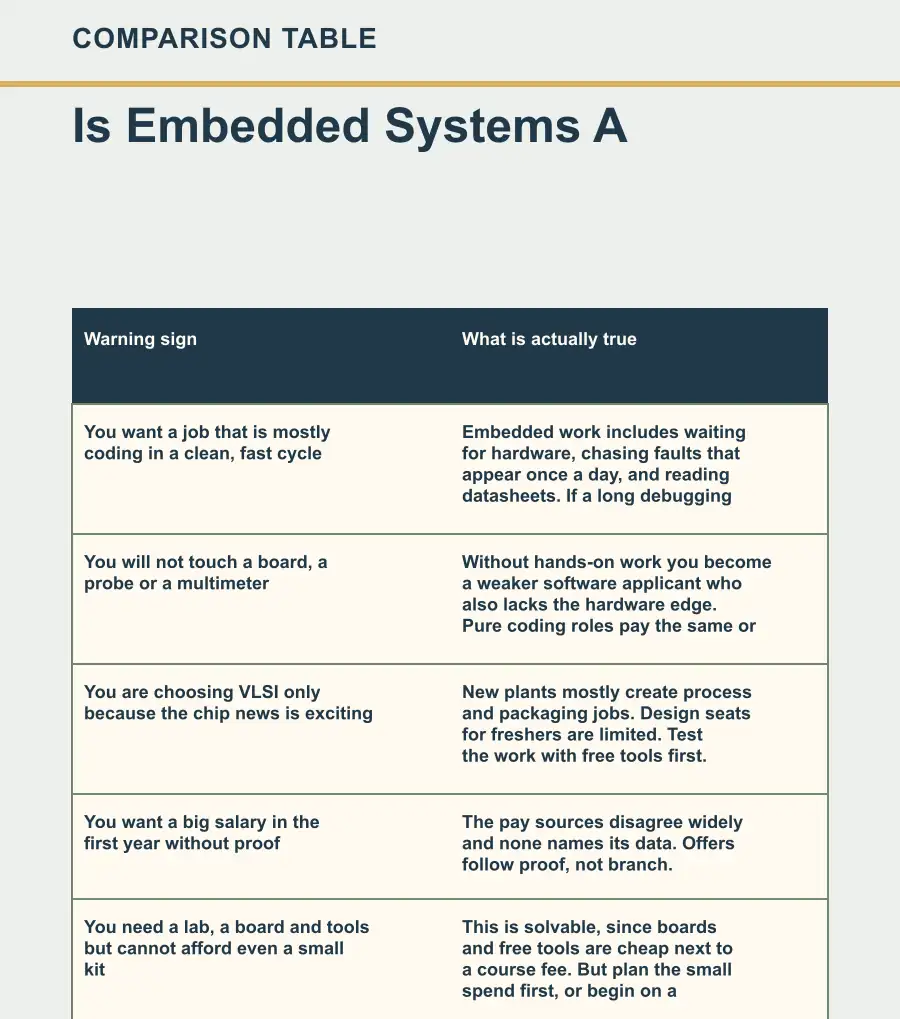 COMPARISON TABLE
Is Embedded Systems A
Warning sign
What is actually true
You want a job that is mostly
coding in a clean, fast cycle
Embedded work includes waiting
for hardware, chasing faults that
appear once a day, and reading
datasheets. If a long debugging
You will not touch a board, a
probe or a multimeter
Without hands-on work you become
a weaker software applicant who
also lacks the hardware edge.
Pure coding roles pay the same or
You are choosing VLSI only
because the chip news is exciting
New plants mostly create process
and packaging jobs. Design seats
for freshers are limited. Test
the work with free tools first.
You want a big salary in the
first year without proof
The pay sources disagree widely
and none names its data. Offers
follow proof, not branch.
You need a lab, a board and tools
but cannot afford even a small
kit
This is solvable, since boards
and free tools are cheap next to
a course fee. But plan the small
spend first, or begin on a